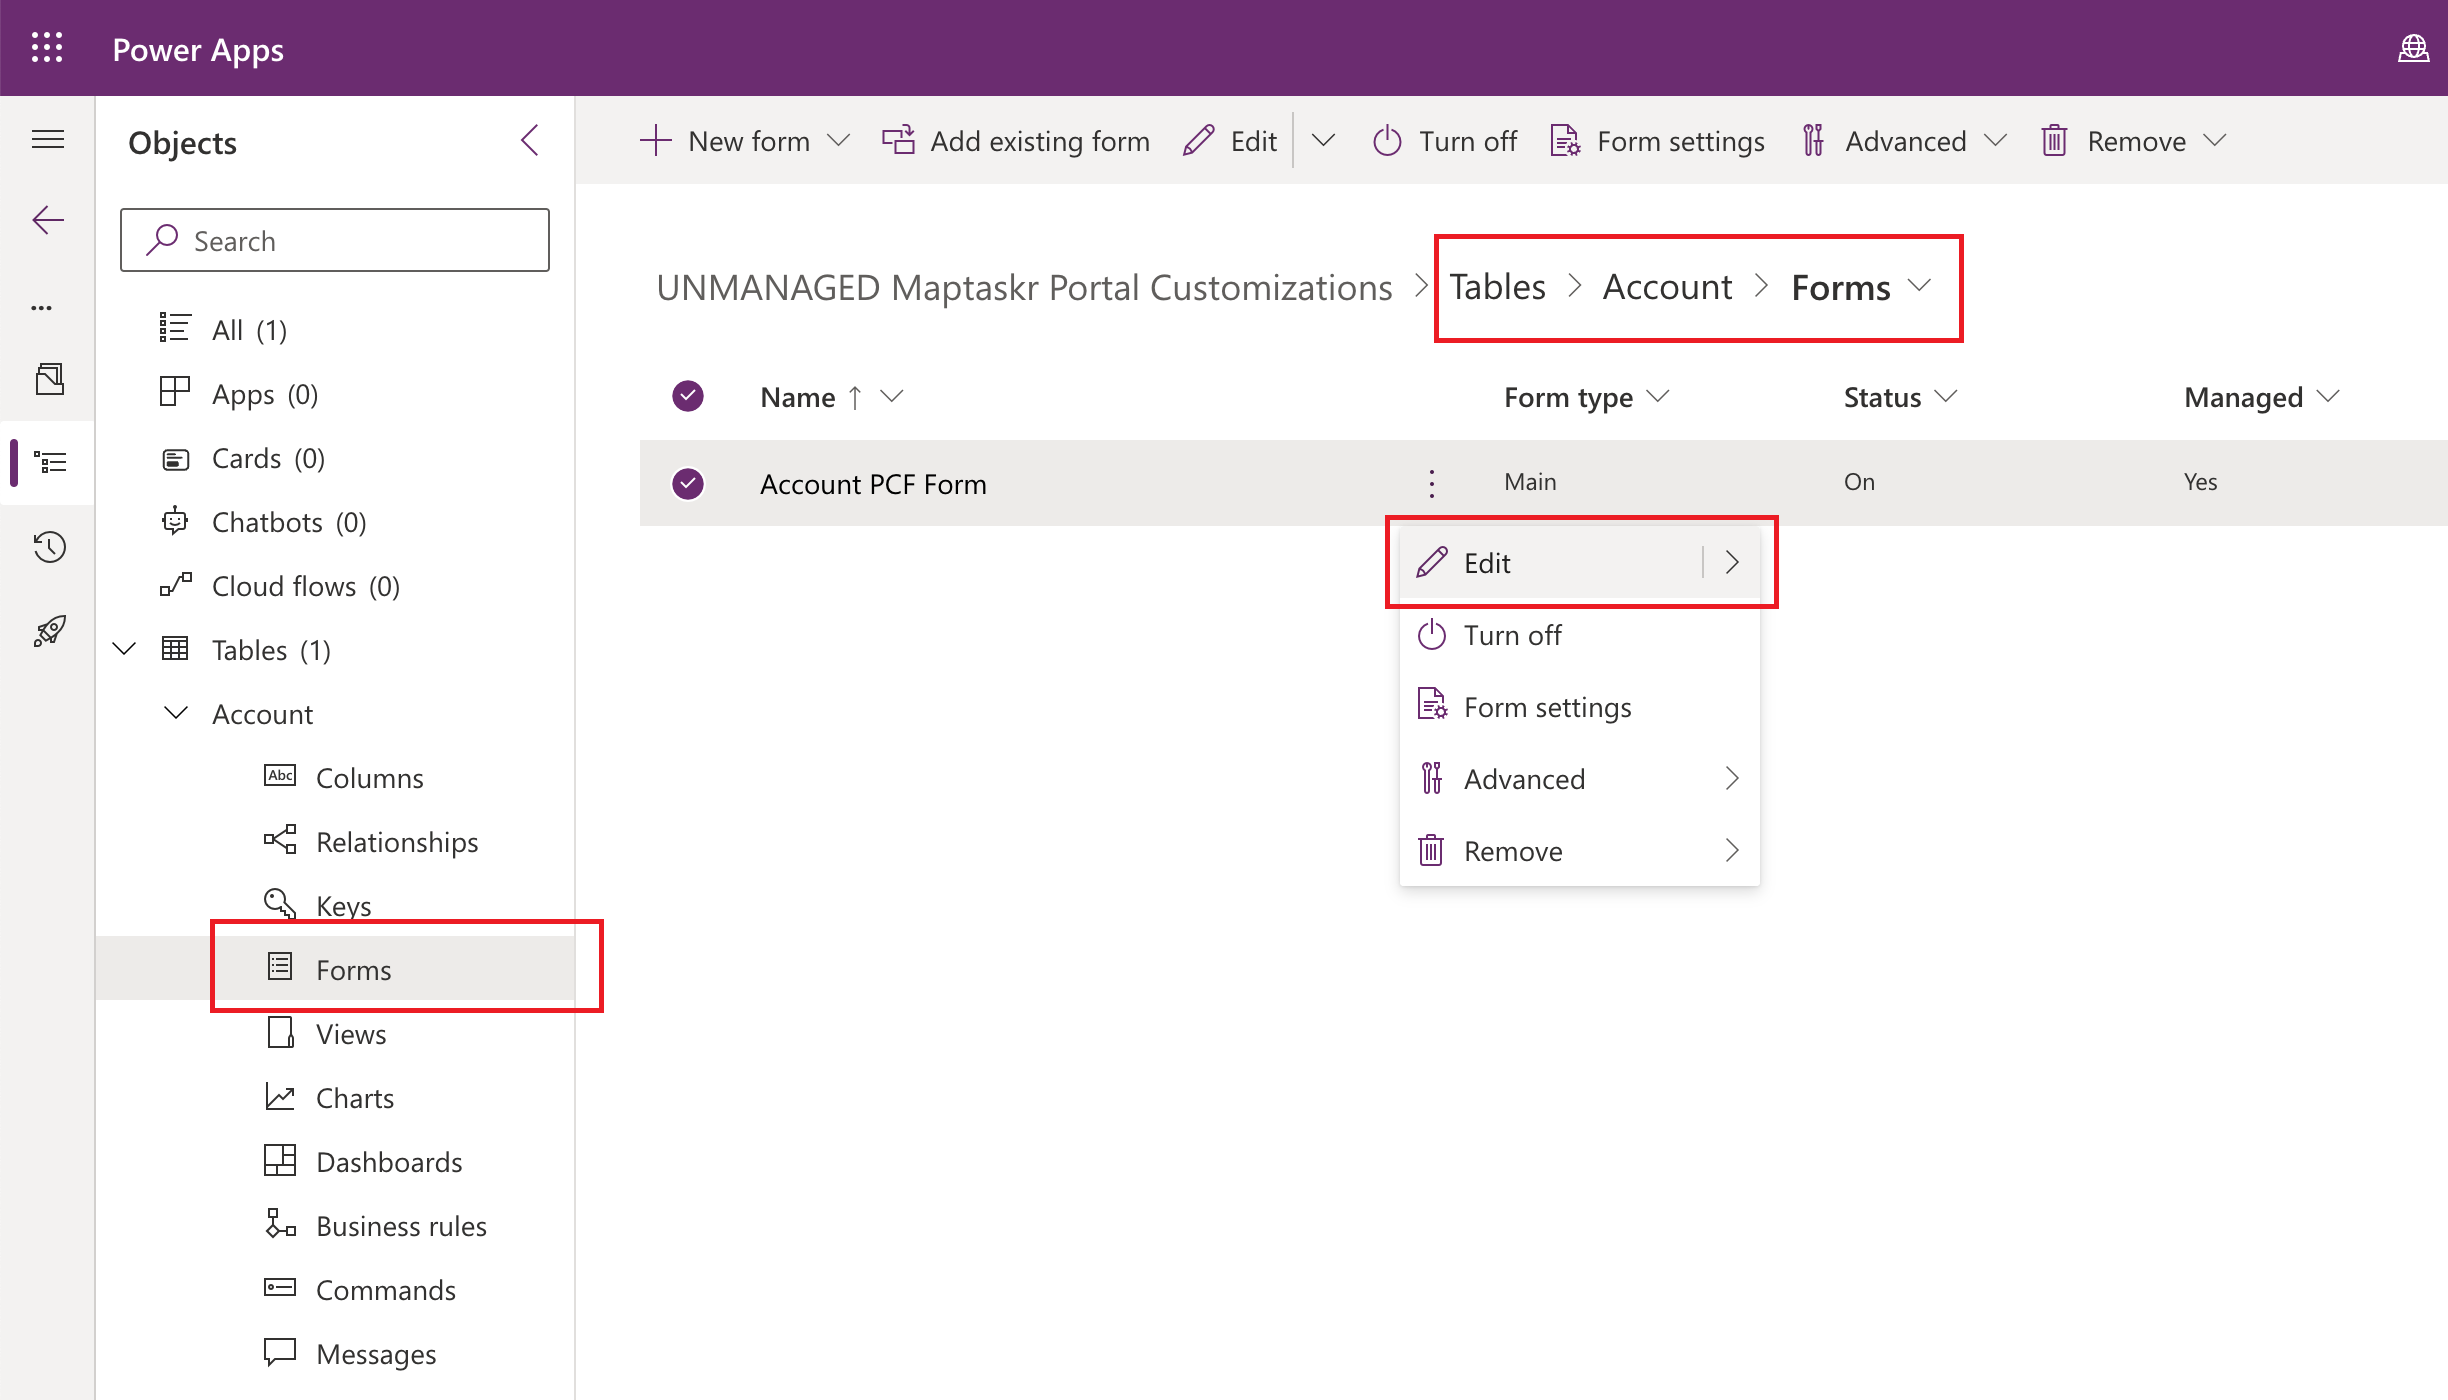 Power Apps
Objects
New form
Add existing form
Edit
Turn off
Form settings
Advanced
Remove
Search
UNMANAGED Maptaskr Portal Customizations > Tables > Account > Forms
All (1)
Apps (0)
Cards (0)
Chatbots (0)
Cloud flows (0)
Tables (1)
Account
Abc Columns
Relationships
Keys
Forms
Views
Charts
Dashboards
Business rules
Commands
Messages
Name ↑ Form type Status Managed
Account PCF Form Main On Yes
Edit
Turn off
Form settings
Advanced
Remove